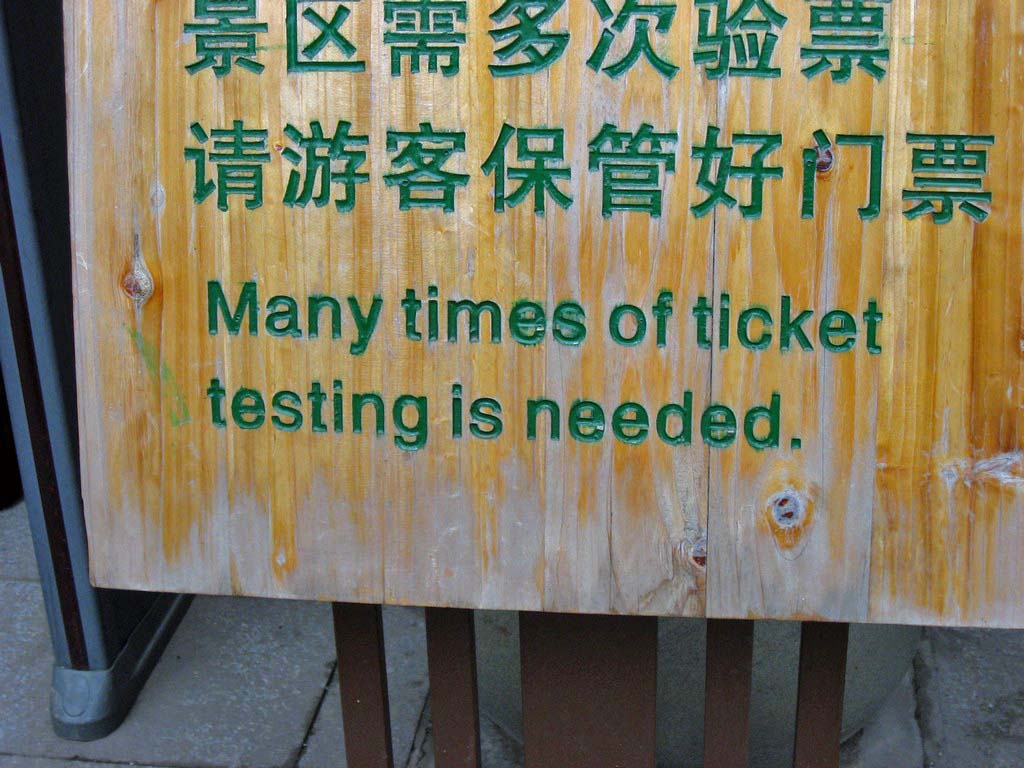 景区需多次验票
请游客保管好门票
Many times of ticket
testing is needed.